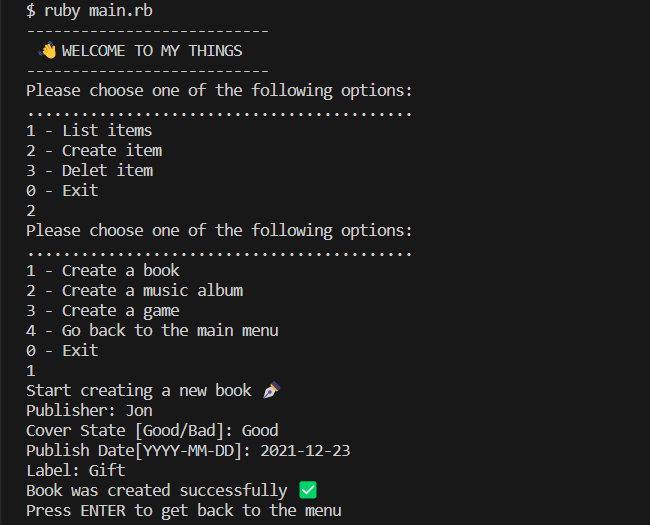 $ ruby main.rb
---------------------------
👋 WELCOME TO MY THINGS
---------------------------
Please choose one of the following options:
...........................................
1 - List items
2 - Create item
3 - Delet item
0 - Exit
2
Please choose one of the following options:
...........................................
1 - Create a book
2 - Create a music album
3 - Create a game
4 - Go back to the main menu
0 - Exit
1
Start creating a new book ✒️
Publisher: Jon
Cover State [Good/Bad]: Good
Publish Date[YYYY-MM-DD]: 2021-12-23
Label: Gift
Book was created successfully ✅
Press ENTER to get back to the menu